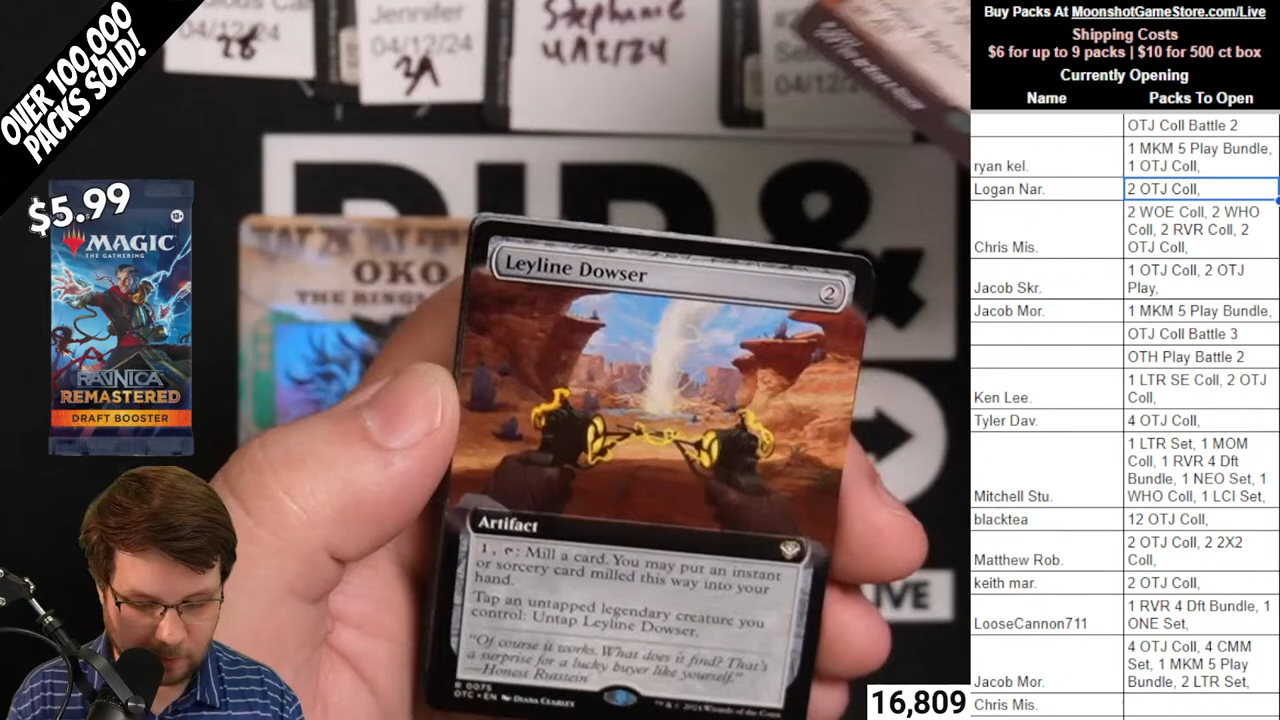 OVER 100,000
PACKS SOLD!
$5.99
13+
MAGIC
THE GATHERING
RAVNICA
REMASTERED
DRAFT BOOSTER
28
Jennifer
04/12/24
Stephanie
4/12/24
04/12/24
RIP &
OKO
LIVE
Leyline Dowser
2
Artifact
1, T: Mill a card. You may put an instant
or sorcery card milled this way into your
hand.
Tap an untapped legendary creature you
control: Untap Leyline Dowser.
"Of course it works. What does it find? That's
a surprise for a lucky buyer like yourself."
—Honest Rutstein
R 0075
OTC • EN
16,809
Buy Packs At MoonshotGameStore.com/Live
Shipping Costs
$6 for up to 9 packs | $10 for 500 ct box
Currently Opening
Name Packs To Open
OTJ Coll Battle 2
ryan kel. 1 MKM 5 Play Bundle,
1 OTJ Coll,
Logan Nar. 2 OTJ Coll,
Chris Mis. 2 WOE Coll, 2 WHO
Coll, 2 RVR Coll, 2
OTJ Coll,
Jacob Skr. 1 OTJ Coll, 2 OTJ
Play,
Jacob Mor. 1 MKM 5 Play Bundle,
OTJ Coll Battle 3
OTH Play Battle 2
Ken Lee. 1 LTR SE Coll, 2 OTJ
Coll,
Tyler Dav. 4 OTJ Coll,
Mitchell Stu. 1 LTR Set, 1 MOM
Coll, 1 RVR 4 Dft
Bundle, 1 NEO Set, 1
WHO Coll, 1 LCI Set,
blacktea 12 OTJ Coll,
Matthew Rob. 2 OTJ Coll, 2 2X2
Coll,
keith mar. 2 OTJ Coll,
LooseCannon711 1 RVR 4 Dft Bundle, 1
ONE Set,
Jacob Mor. 4 OTJ Coll, 4 CMM
Set, 1 MKM 5 Play
Bundle, 2 LTR Set,
Chris Mis.